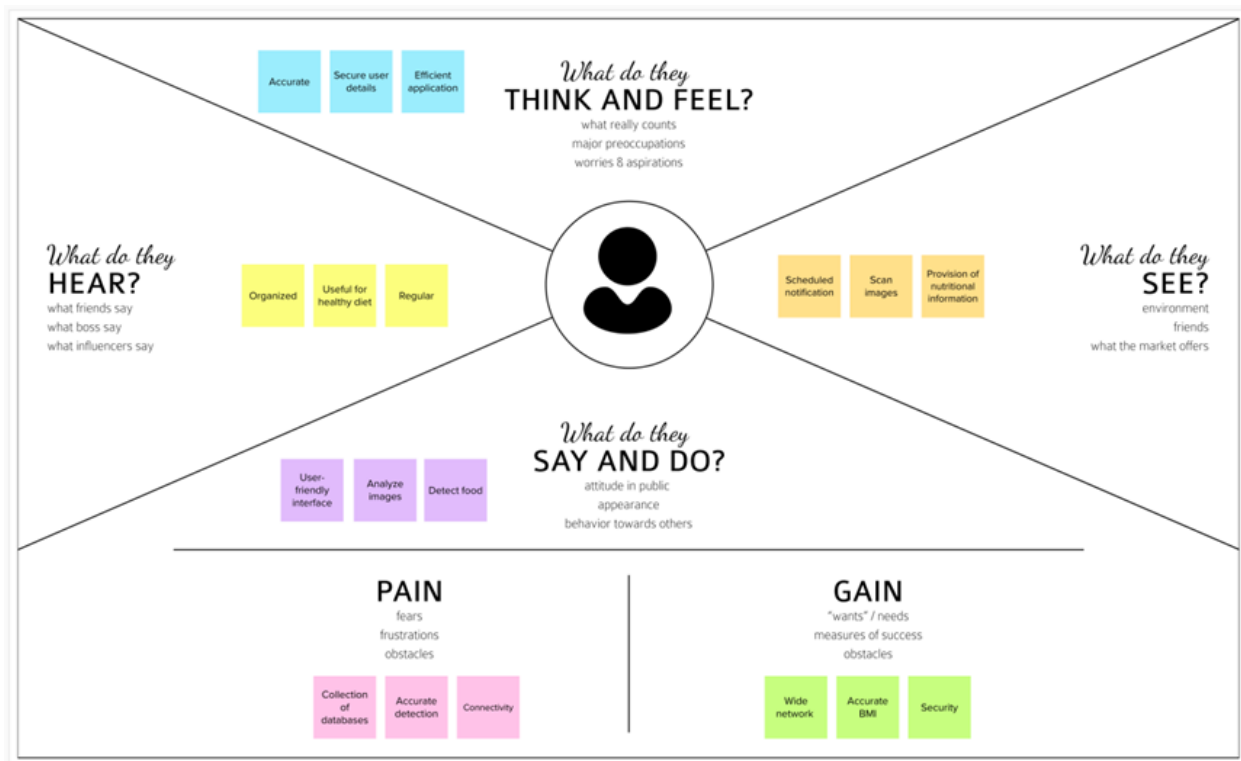 Accurate
Secure user
details
Efficient
application
What do they
THINK AND FEEL?
what really counts
major preoccupations
worries & aspirations
What do they
HEAR?
what friends say
what boss say
what influencers say
Organized
Useful for
healthy diet
Regular
Scheduled
notification
Scan
images
Provision of
nutritional
information
What do they
SEE?
environment
friends
what the market offers
What do they
SAY AND DO?
attitude in public
appearance
behavior towards others
User-
friendly
interface
Analyze
images
Detect food
PAIN
fears
frustrations
obstacles
Collection
of
databases
Accurate
detection
Connectivity
GAIN
"wants" / needs
measures of success
obstacles
Wide
network
Accurate
BMI
Security